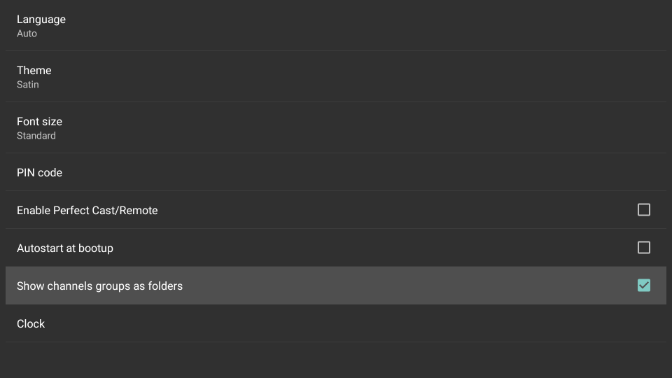 Language
Auto
Theme
Satin
Font size
Standard
PIN code
Enable Perfect Cast/Remote
Autostart at bootup
Show channels groups as folders
Clock